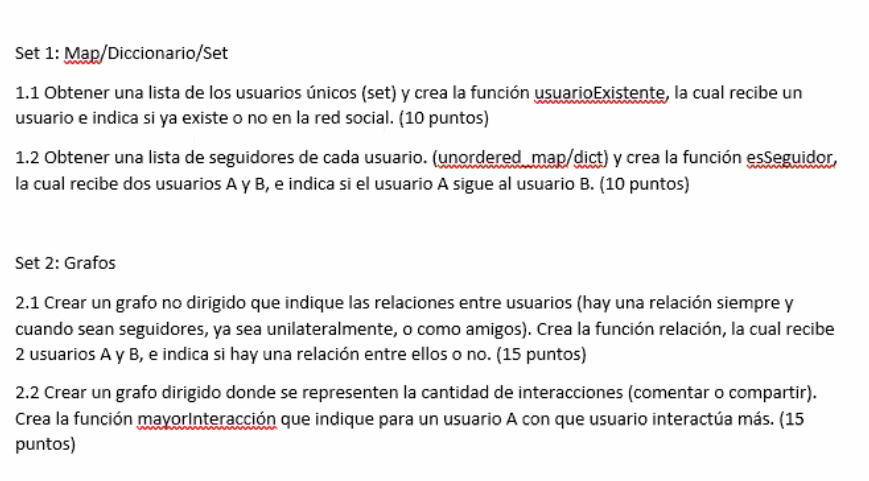 Set 1: Map/Diccionario/Set
1.1 Obtener una lista de los usuarios únicos (set) y crea la función usuarioExistente, la cual recibe un
usuario e indica si ya existe o no en la red social. (10 puntos)
1.2 Obtener una lista de seguidores de cada usuario. (unordered_map/dict) y crea la función esSeguidor,
la cual recibe dos usuarios A y B, e indica si el usuario A sigue al usuario B. (10 puntos)
Set 2: Grafos
2.1 Crear un grafo no dirigido que indique las relaciones entre usuarios (hay una relación siempre y
cuando sean seguidores, ya sea unilateralmente, o como amigos). Crea la función relación, la cual recibe
2 usuarios A y B, e indica si hay una relación entre ellos o no. (15 puntos)
2.2 Crear un grafo dirigido donde se representen la cantidad de interacciones (comentar o compartir).
Crea la función mayorInteracción que indique para un usuario A con que usuario interactúa más. (15
puntos)